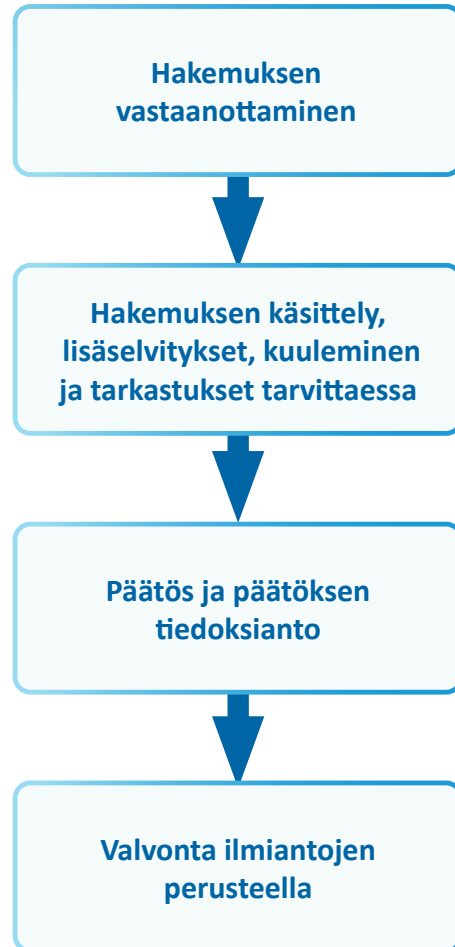 Hakemuksen
vastaanottaminen
Hakemuksen käsittely,
lisäselvitykset, kuuleminen
ja tarkastukset tarvittaessa
Päätös ja päätöksen
tiedoksianto
Valvonta ilmiantojen
perusteella